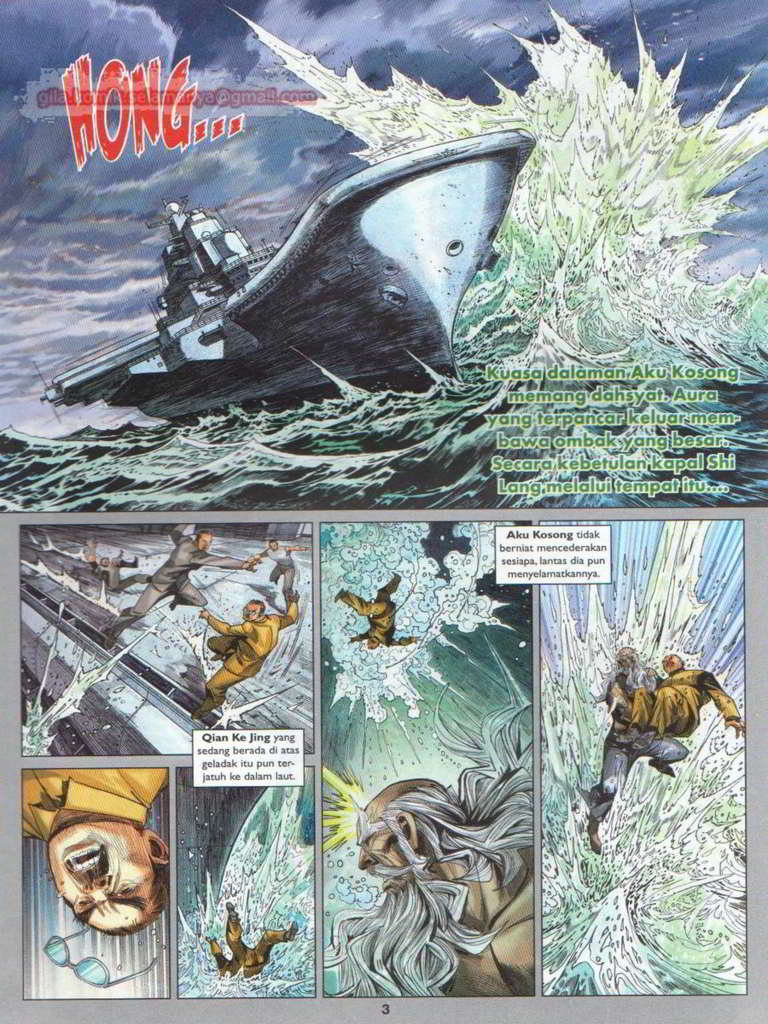 HONG...
Kuasa dalaman Aku Kosong
memang dahsyat. Aura
yang terpancar keluar mem-
bawa ombak yang besar.
Secara kebetulan kapal Shi
Lang melalui tempat itu....
Qian Ke Jing yang
sedang berada di atas
geladak itu pun ter-
jatuh ke dalam laut.
Aku Kosong tidak
berniat mencederakan
sesiapa, lantas dia pun
menyelamatkannya.
3